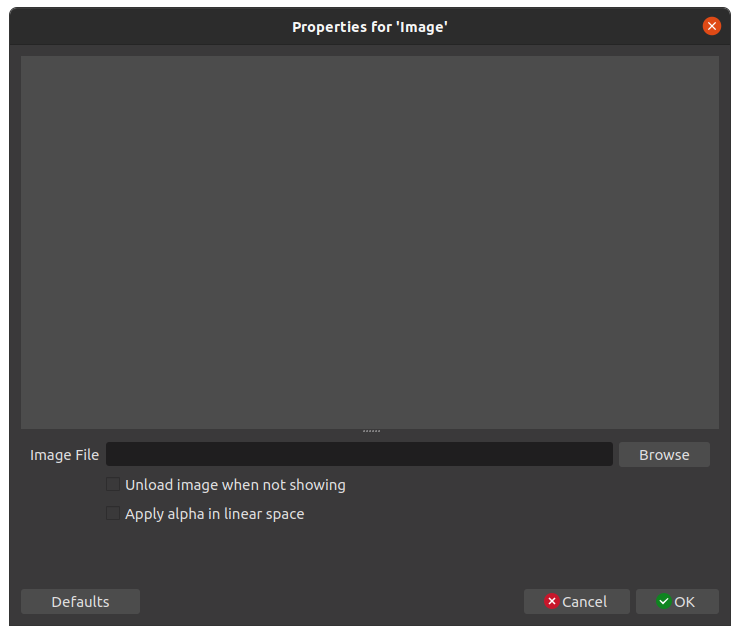 Properties for 'Image'
Image File
Browse
Unload image when not showing
Apply alpha in linear space
Defaults
Cancel
OK